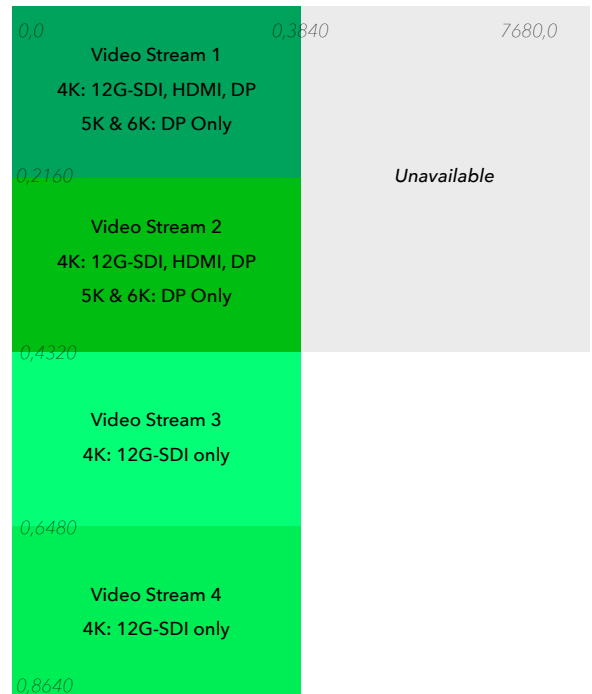 0,0
0,3840
7680,0
Video Stream 1
4K: 12G-SDI, HDMI, DP
5K & 6K: DP Only
0,2160
Unavailable
Video Stream 2
4K: 12G-SDI, HDMI, DP
5K & 6K: DP Only
0,4320
Video Stream 3
4K: 12G-SDI only
0,6480
Video Stream 4
4K: 12G-SDI only
0,8640